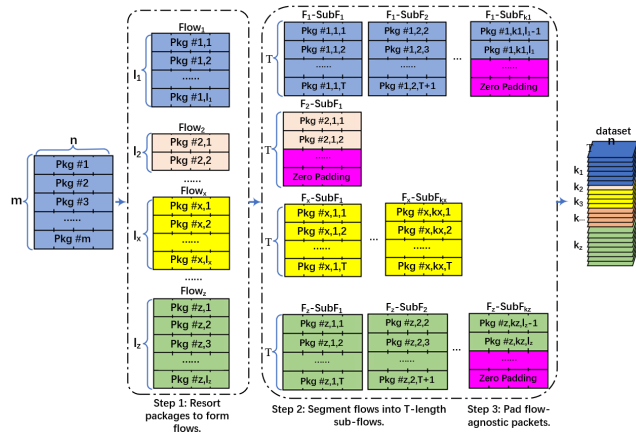 n
m
Pkg #1
Pkg #2
Pkg #3
......
Pkg #m
Flow1
l1
Pkg #1,1
Pkg #1,2
......
Pkg #1,l1
Flow2
l2
Pkg #2,1
Pkg #2,2
......
Flowx
lx
Pkg #x,1
Pkg #x,2
......
Pkg #x,lx
......
Flowz
lz
Pkg #z,1
Pkg #z,2
Pkg #z,3
......
Pkg #z,lz
Step 1: Resort
packages to form
flows.
F1-SubF1
T
Pkg #1,1,1
Pkg #1,1,2
......
Pkg #1,1,T
F1-SubF2
Pkg #1,2,2
Pkg #1,2,3
......
Pkg #1,2,T+1
...
F1-SubFk1
Pkg #1,k1,l1-1
Pkg #1,k1,l1
......
Zero Padding
F2-SubF1
T
Pkg #2,1,1
Pkg #2,1,2
......
Zero Padding
Fx-SubF1
T
Pkg #x,1,1
Pkg #x,1,2
......
Pkg #x,1,T
...
Fx-SubFkx
Pkg #x,kx,1
Pkg #x,kx,2
......
Pkg #x,kx,T
Fz-SubF1
T
Pkg #z,1,1
Pkg #z,1,2
......
Pkg #z,1,T
Fz-SubF2
Pkg #z,2,2
Pkg #z,2,3
......
Pkg #z,2,T+1
...
Fz-SubFkz
Pkg #z,kz,lz-1
Pkg #z,kz,lz
......
Zero Padding
Step 2: Segment flows into T-length
sub-flows.
Step 3: Pad flow-
agnostic packets.
dataset
n
T
k1
k2
k3
k...
kz